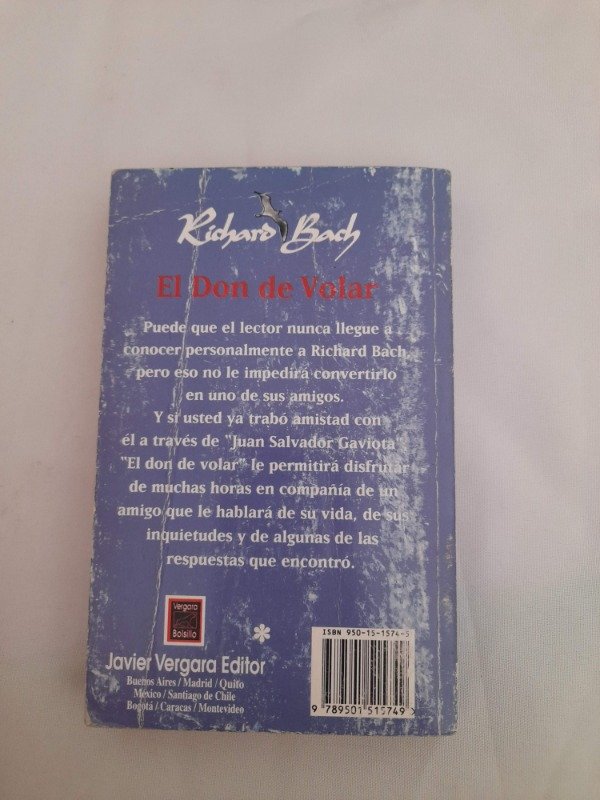 Richard Bach
El Don de Volar
Puede que el lector nunca llegue a
conocer personalmente a Richard Bach,
pero eso no le impedirá convertirlo
en uno de sus amigos.
Y si usted ya trabó amistad con
él a través de "Juan Salvador Gaviota",
"El don de volar" le permitirá disfrutar
de muchas horas en compañía de un
amigo que le hablará de su vida, de sus
inquietudes y de algunas de las
respuestas que encontró.
Vergara
Bolsillo
*
Javier Vergara Editor
Buenos Aires / Madrid / Quito
México / Santiago de Chile
Bogotá / Caracas / Montevideo
ISBN 950-15-1574-5
9 789501 515749 >